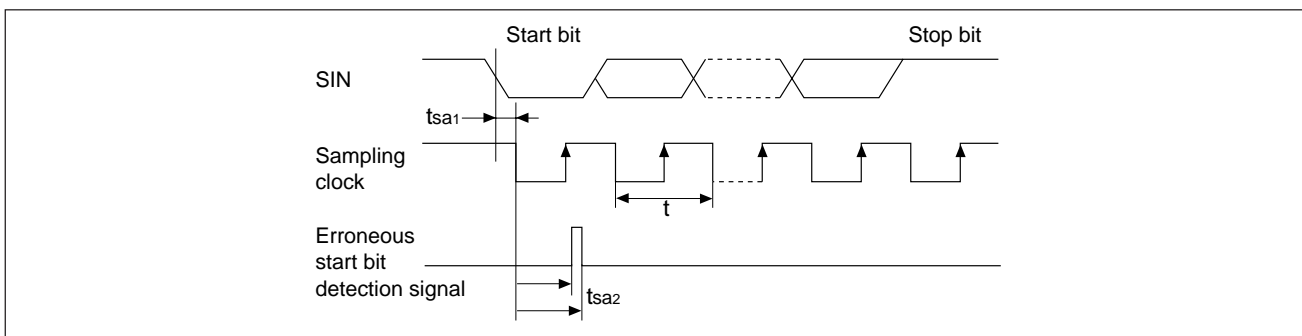 Start bit
Stop bit
SIN
tsa1
Sampling
clock
t
Erroneous
start bit
detection signal
tsa2